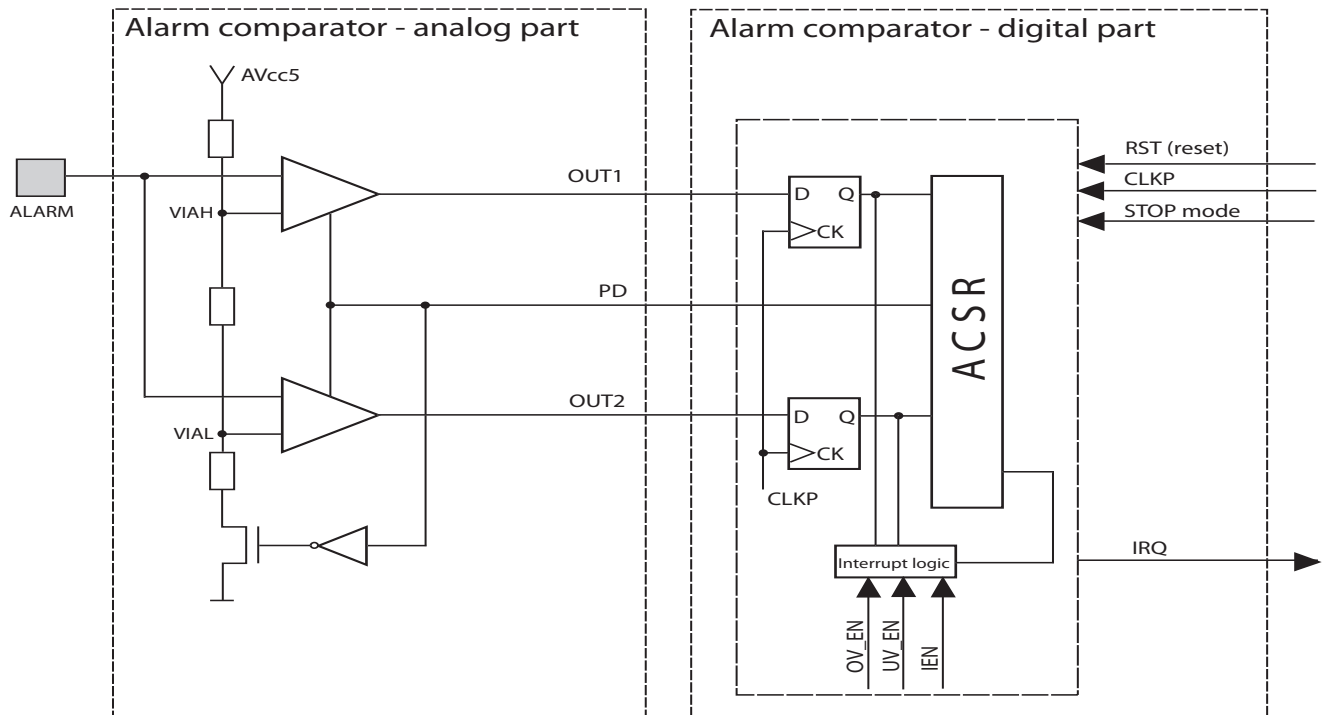 Alarm comparator - analog part
Alarm comparator - digital part
AVcc5
ALARM
VIAH
OUT1
D
Q
CK
RST (reset)
CLKP
STOP mode
PD
ACSR
VIAL
OUT2
D
Q
CK
CLKP
Interrupt logic
IRQ
OV_EN
UV_EN
IEN